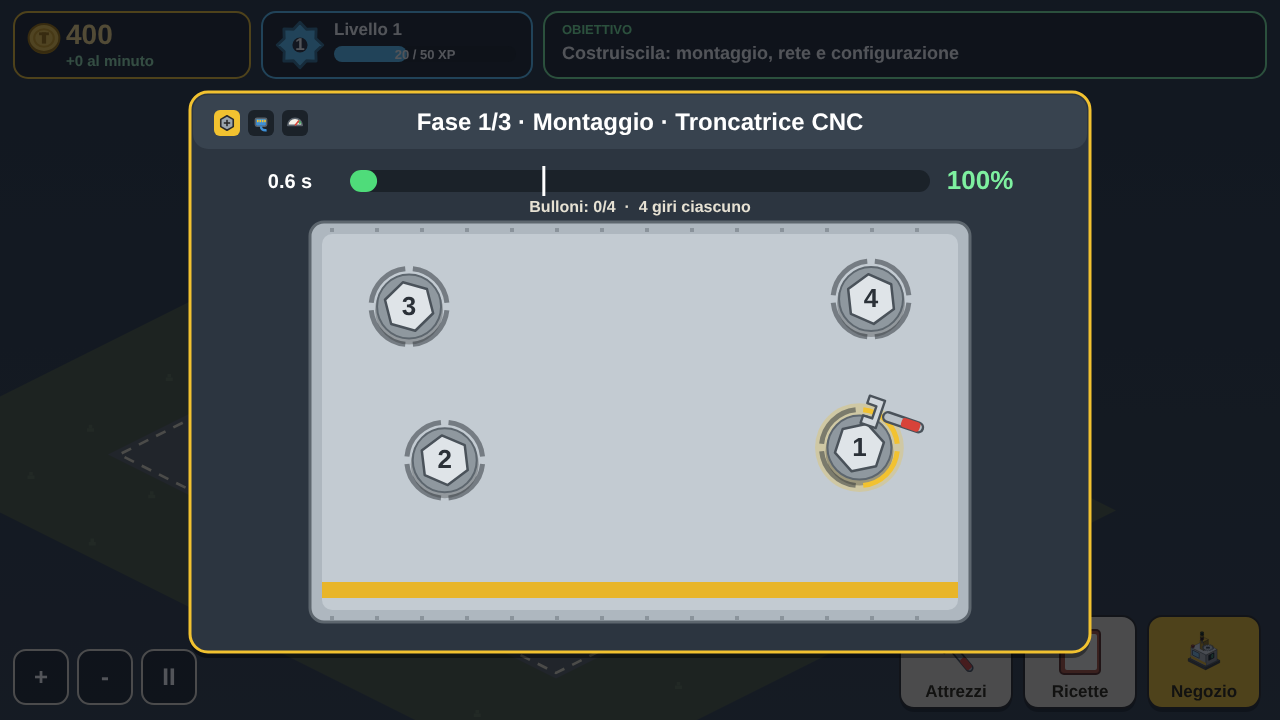 400
+0 al minuto
1
Livello 1
20 / 50 XP
OBIETTIVO
Costruiscila: montaggio, rete e configurazione
Fase 1/3 · Montaggio · Troncatrice CNC
0.6 s
100%
Bulloni: 0/4 · 4 giri ciascuno
3
4
2
1
+
-
Attrezzi
Ricette
Negozio